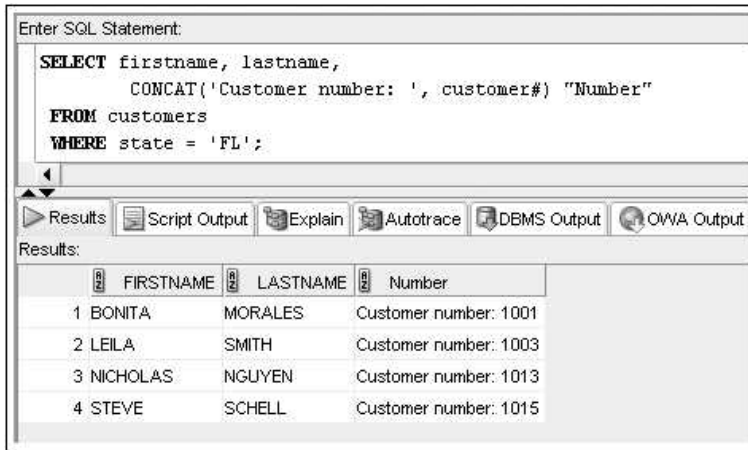 Enter SQL Statement:
SELECT firstname, lastname,
CONCAT('Customer number: ', customer#) "Number"
FROM customers
WHERE state = 'FL';
Results Script Output Explain Autotrace DBMS Output OWA Output
Results:
FIRSTNAME LASTNAME Number
1 BONITA MORALES Customer number: 1001
2 LEILA SMITH Customer number: 1003
3 NICHOLAS NGUYEN Customer number: 1013
4 STEVE SCHELL Customer number: 1015